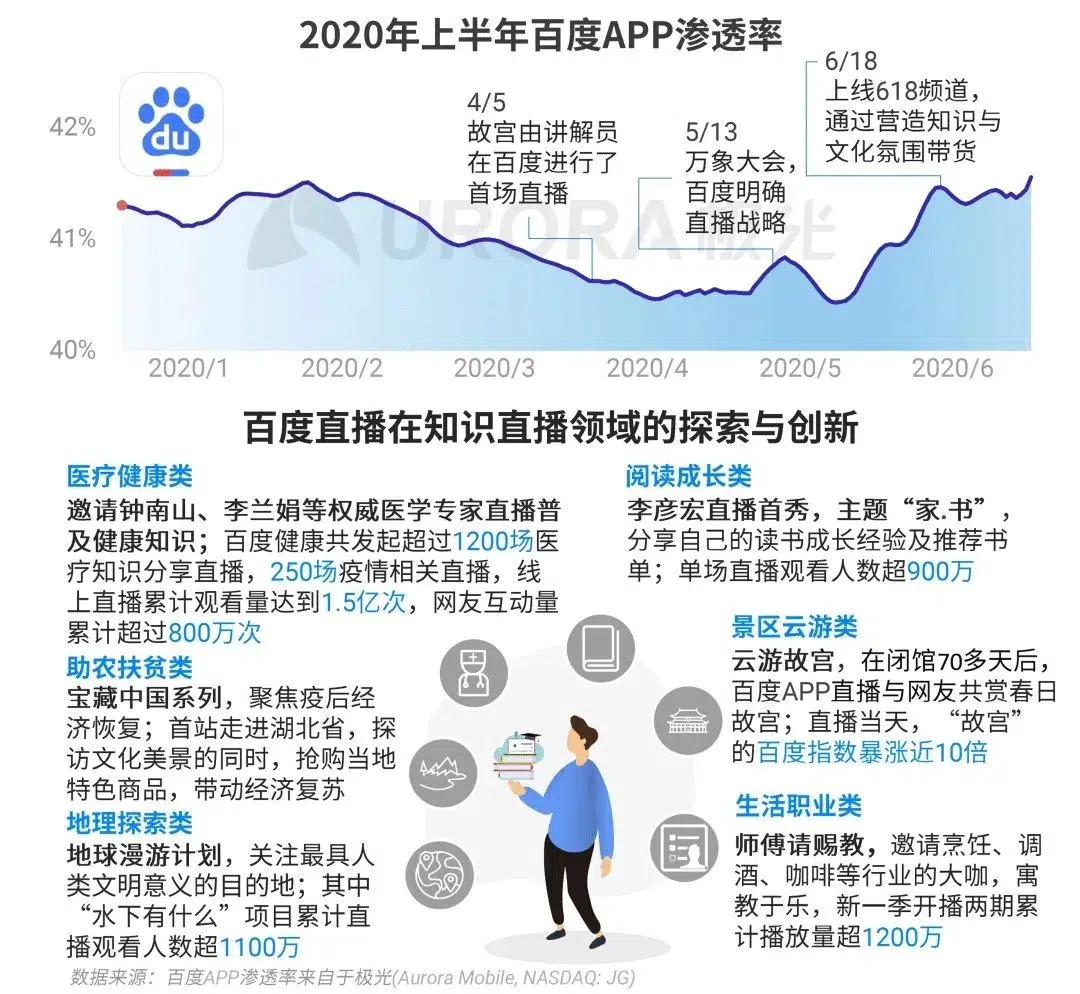 2020年上半年百度APP渗透率
42%
41%
40%
du
4/5
故宫由讲解员
在百度进行了
首场直播
5/13
万象大会，
百度明确
直播战略
6/18
上线618频道，
通过营造知识与
文化氛围带货
URORA极光
2020/1
2020/2
2020/3
2020/4
2020/5
2020/6
百度直播在知识直播领域的探索与创新
医疗健康类
邀请钟南山、李兰娟等权威医学专家直播普
及健康知识；百度健康共发起超过1200场医
疗知识分享直播，250场疫情相关直播，线
上直播累计观看量达到1.5亿次，网友互动量
累计超过800万次
助农扶贫类
宝藏中国系列，聚焦疫后经
济恢复；首站走进湖北省，探
访文化美景的同时，抢购当地
特色商品，带动经济复苏
地理探索类
地球漫游计划，关注最具人
类文明意义的目的地；其中
“水下有什么”项目累计直
播观看人数超1100万
阅读成长类
李彦宏直播首秀，主题“家.书”，
分享自己的读书成长经验及推荐书
单；单场直播观看人数超900万
景区云游类
云游故宫，在闭馆70多天后，
百度APP直播与网友共赏春日
故宫；直播当天，“故宫”
的百度指数暴涨近10倍
生活职业类
师傅请赐教，邀请烹饪、调
酒、咖啡等行业的大咖，寓
教于乐，新一季开播两期累
计播放量超1200万
数据来源：百度APP渗透率来自于极光(Aurora Mobile, NASDAQ: JG)